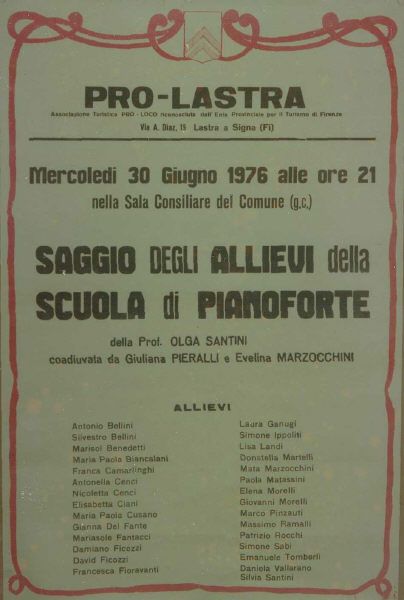 PRO-LASTRA
Associazione Turistica PRO - LOCO riconosciuta dall'Ente Provinciale per il Turismo di Firenze
Via A. Diaz, 15 Lastra a Signa (Fi)
Mercoledì 30 Giugno 1976 alle ore 21
nella Sala Consiliare del Comune (g.c.)
SAGGIO DEGLI ALLIEVI della
SCUOLA di PIANOFORTE
della Prof. OLGA SANTINI
coadiuvata da Giuliana PIERALLI e Evelina MARZOCCHINI
ALLIEVI
Antonio Bellini
Silvestro Bellini
Marisol Benedetti
Maria Paola Biancalani
Franca Camarlinghi
Antonella Cenci
Nicoletta Cenci
Elisabetta Ciani
Maria Paola Cusano
Gianna Del Fante
Mariasole Fantacci
Damiano Ficozzi
David Ficozzi
Francesca Fioravanti
Laura Ganugi
Simone Ippoliti
Lisa Landi
Donatella Martelli
Mata Marzocchini
Paola Matassini
Elena Morelli
Giovanni Morelli
Marco Pinzauti
Massimo Ramalli
Patrizio Rocchi
Simone Sabi
Emanuele Tomberli
Daniela Vallarano
Silvia Santini